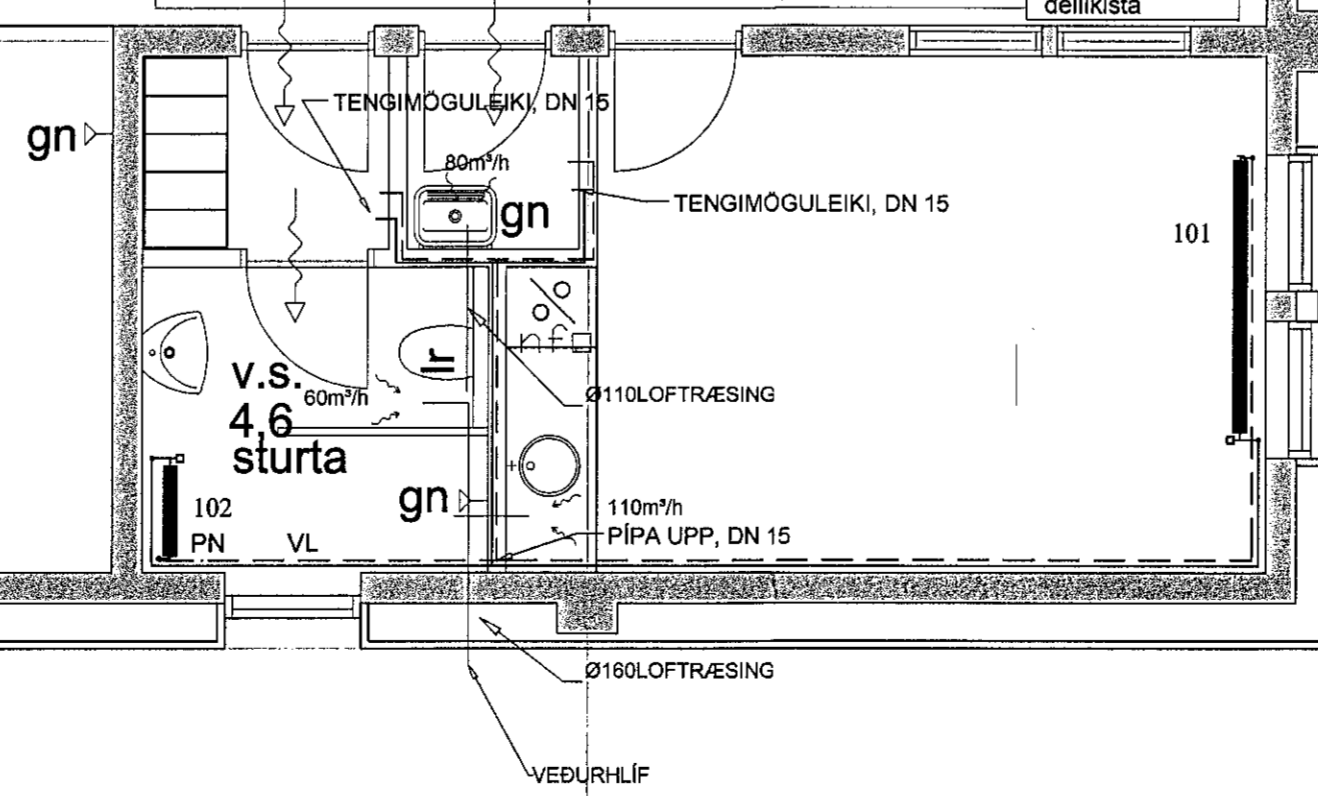 deilikista
TENGIMÖGULEIKI, DN 15
gn
80m³/h
gn
TENGIMÖGULEIKI, DN 15
101
nfg
lr
v.s.
60m³/h
4,6
sturta
Ø110LOFTRÆSING
gn
102
110m³/h
PN VL
PÍPA UPP, DN 15
Ø160LOFTRÆSING
VEÐURHLÍF